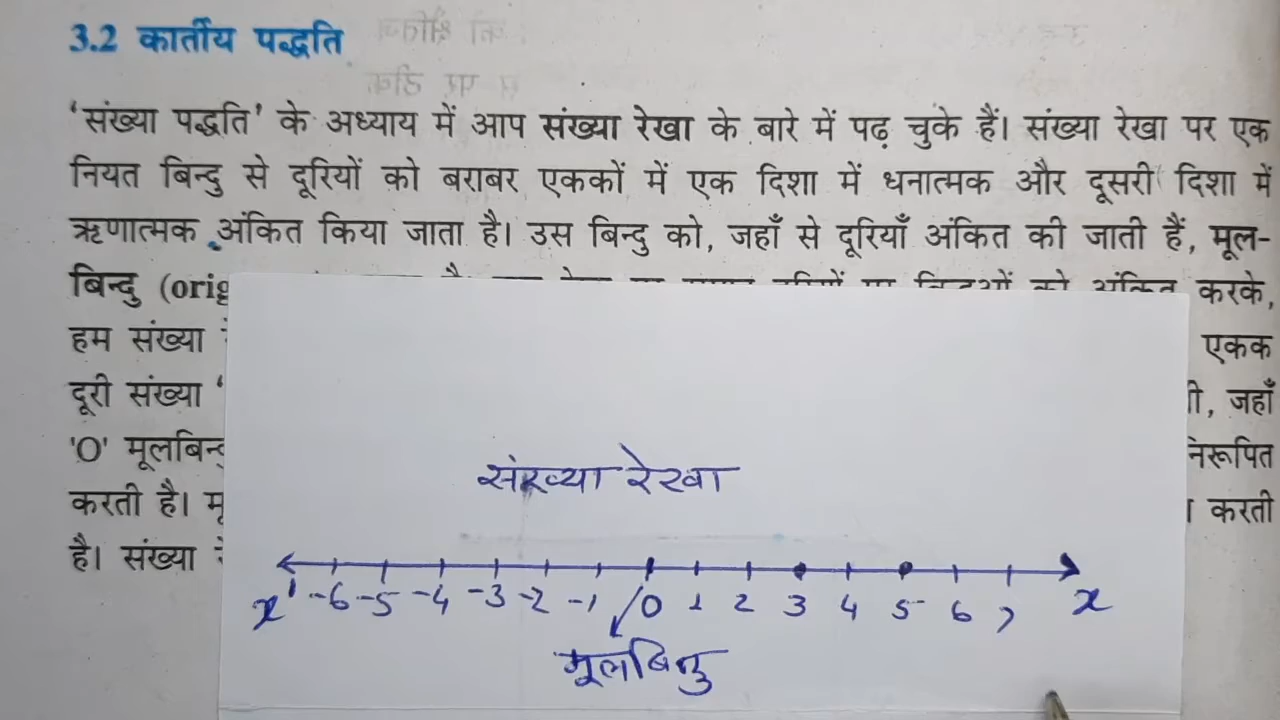 3.2 कार्तीय पद्धति
'संख्या पद्धति' के अध्याय में आप संख्या रेखा के बारे में पढ़ चुके हैं। संख्या रेखा पर एक
नियत बिन्दु से दूरियों को बराबर एककों में एक दिशा में धनात्मक और दूसरी दिशा में
ऋणात्मक अंकित किया जाता है। उस बिन्दु को, जहाँ से दूरियाँ अंकित की जाती हैं, मूल-
बिन्दु (orig करके,
हम संख्या एकक
दूरी संख्या ' जहाँ
'O' मूलबिन्द निरूपित
करती है। मू करती
है। संख्या
संख्या रेखा
x' -6 -5 -4 -3 -2 -1 0 1 2 3 4 5 6 7 x
मूलबिन्दु